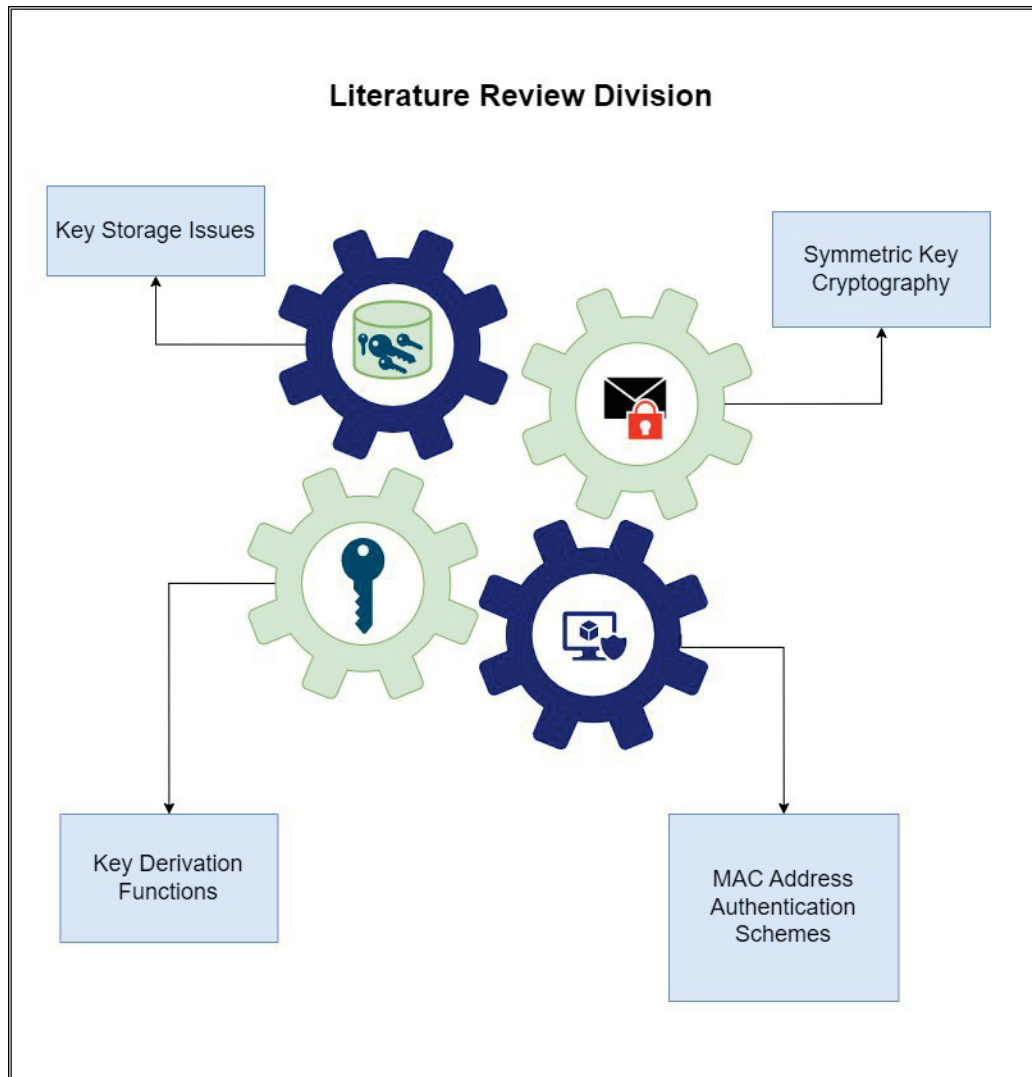 Literature Review Division
Key Storage Issues
Symmetric Key
Cryptography
Key Derivation
Functions
MAC Address
Authentication
Schemes